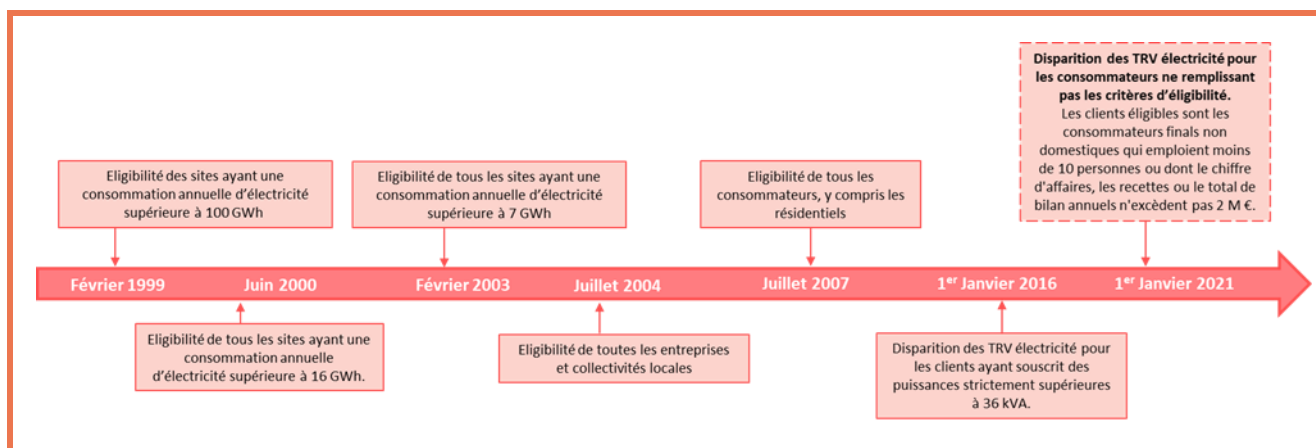 Disparition des TRV électricité pour
les consommateurs ne remplissant
pas les critères d'éligibilité.
Les clients éligibles sont les
consommateurs finals non
domestiques qui emploient moins
de 10 personnes ou dont le chiffre
d'affaires, les recettes ou le total de
bilan annuels n'excèdent pas 2 M €.
Eligibilité des sites ayant une
consommation annuelle d'électricité
supérieure à 100 GWh
Eligibilité de tous les sites ayant une
consommation annuelle d'électricité
supérieure à 7 GWh
Eligibilité de tous les
consommateurs, y compris les
résidentiels
Février 1999 Juin 2000 Février 2003 Juillet 2004 Juillet 2007 1er Janvier 2016 1er Janvier 2021
Eligibilité de tous les sites ayant une
consommation annuelle
d'électricité supérieure à 16 GWh.
Eligibilité de toutes les entreprises
et collectivités locales
Disparition des TRV électricité pour
les clients ayant souscrit des
puissances strictement supérieures
à 36 kVA.